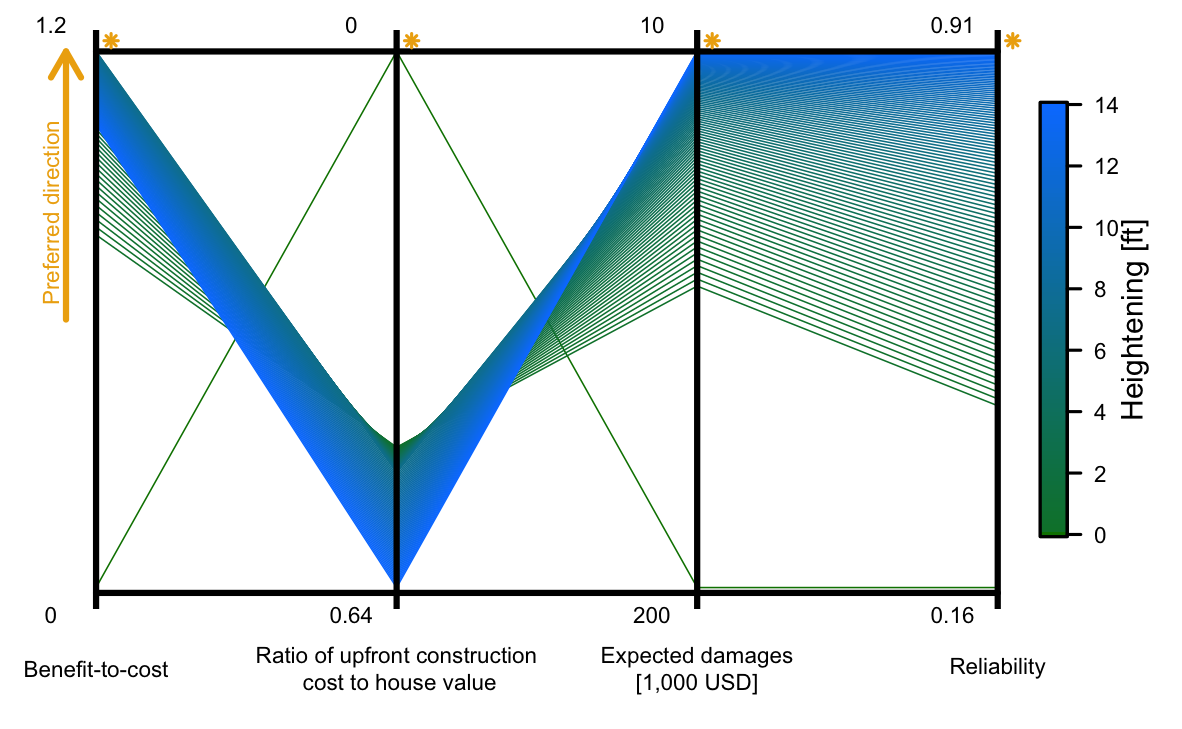 1.2
0
10
0.91
Preferred direction
14
12
10
8
6
4
2
0
Heightening [ft]
0
0.64
200
0.16
Benefit-to-cost
Ratio of upfront construction
cost to house value
Expected damages
[1,000 USD]
Reliability